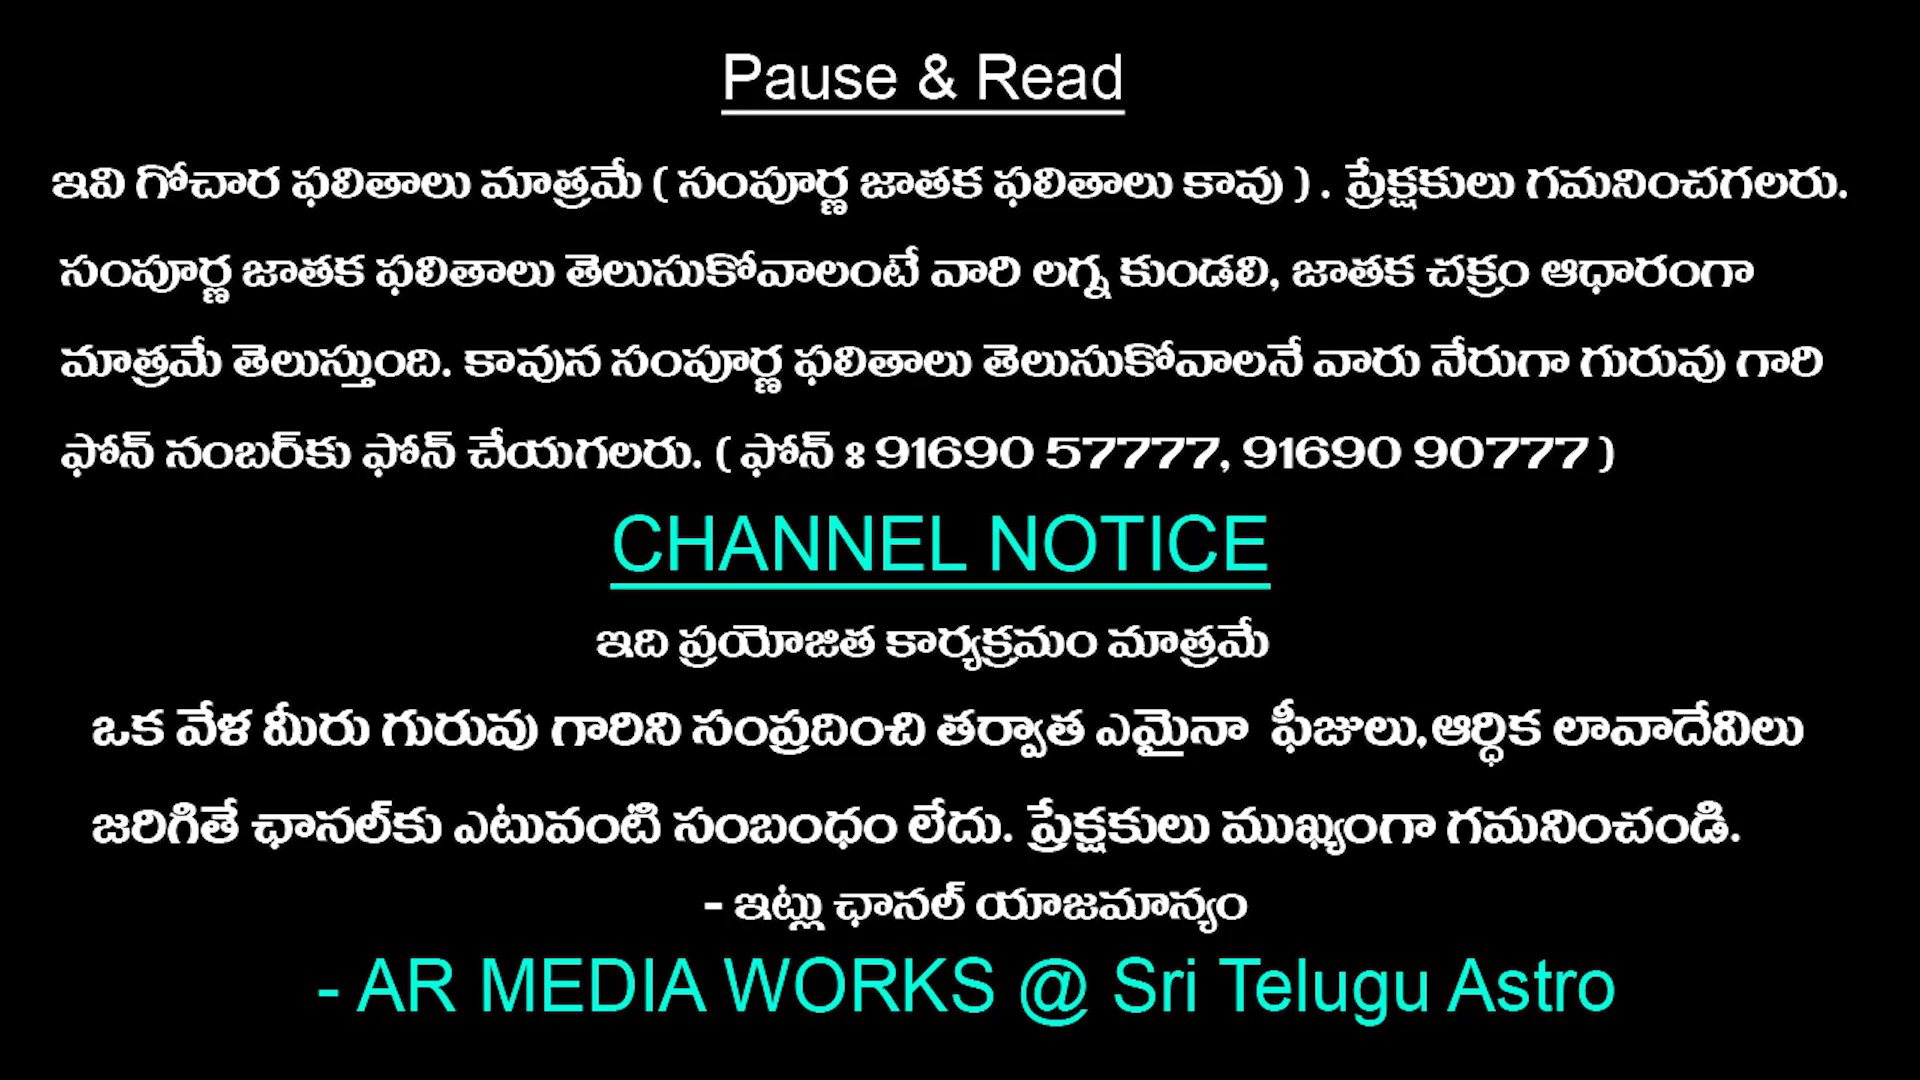 Pause & Read
ఇవి గోచార ఫలితాలు మాత్రమే ( సంపూర్ణ జాతక ఫలితాలు కావు ) . ప్రేక్షకులు గమనించగలరు.
సంపూర్ణ జాతక ఫలితాలు తెలుసుకోవాలంటే వారి లగ్న కుండలి, జాతక చక్రం ఆధారంగా
మాత్రమే తెలుస్తుంది. కావున సంపూర్ణ ఫలితాలు తెలుసుకోవాలనే వారు నేరుగా గురువు గారి
ఫోన్ నంబర్‌కు ఫోన్ చేయగలరు. ( ఫోన్ : 91690 57777, 91690 90777 )
CHANNEL NOTICE
ఇది ప్రయోజిత కార్యక్రమం మాత్రమే
ఒక వేళ మీరు గురువు గారిని సంప్రదించి తర్వాత ఎమైనా ఫీజులు,ఆర్ధిక లావాదేవిలు
జరిగితే ఛానల్‌కు ఎటువంటి సంబంధం లేదు. ప్రేక్షకులు ముఖ్యంగా గమనించండి.
- ఇట్లు ఛానల్ యాజమాన్యం
- AR MEDIA WORKS @ Sri Telugu Astro